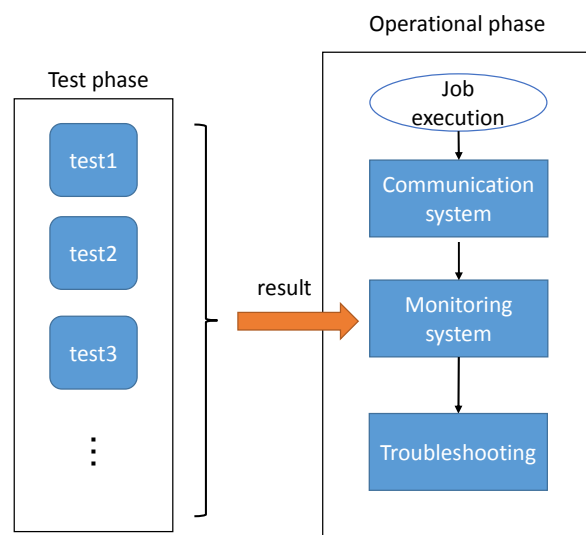 Test phase
test1
test2
test3
⋮
result
Operational phase
Job
execution
Communication
system
Monitoring
system
Troubleshooting